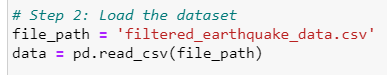 # Step 2: Load the dataset
file_path = 'filtered_earthquake_data.csv'
data = pd.read_csv(file_path)